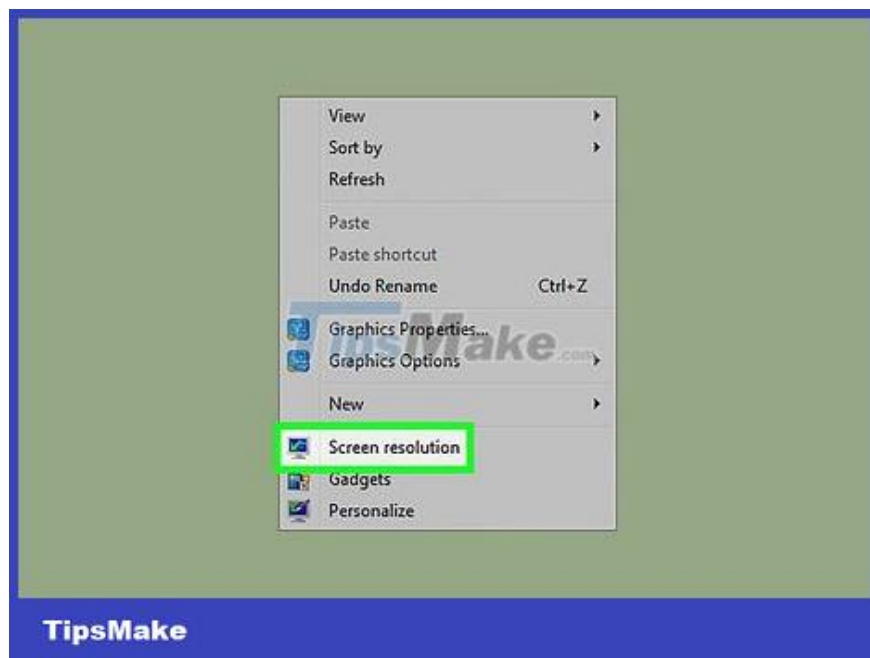 View
Sort by
Refresh
Paste
Paste shortcut
Undo Rename Ctrl+Z
Graphics Properties...
TipsMake.com
Graphics Options
New
Screen resolution
Gadgets
Personalize
TipsMake